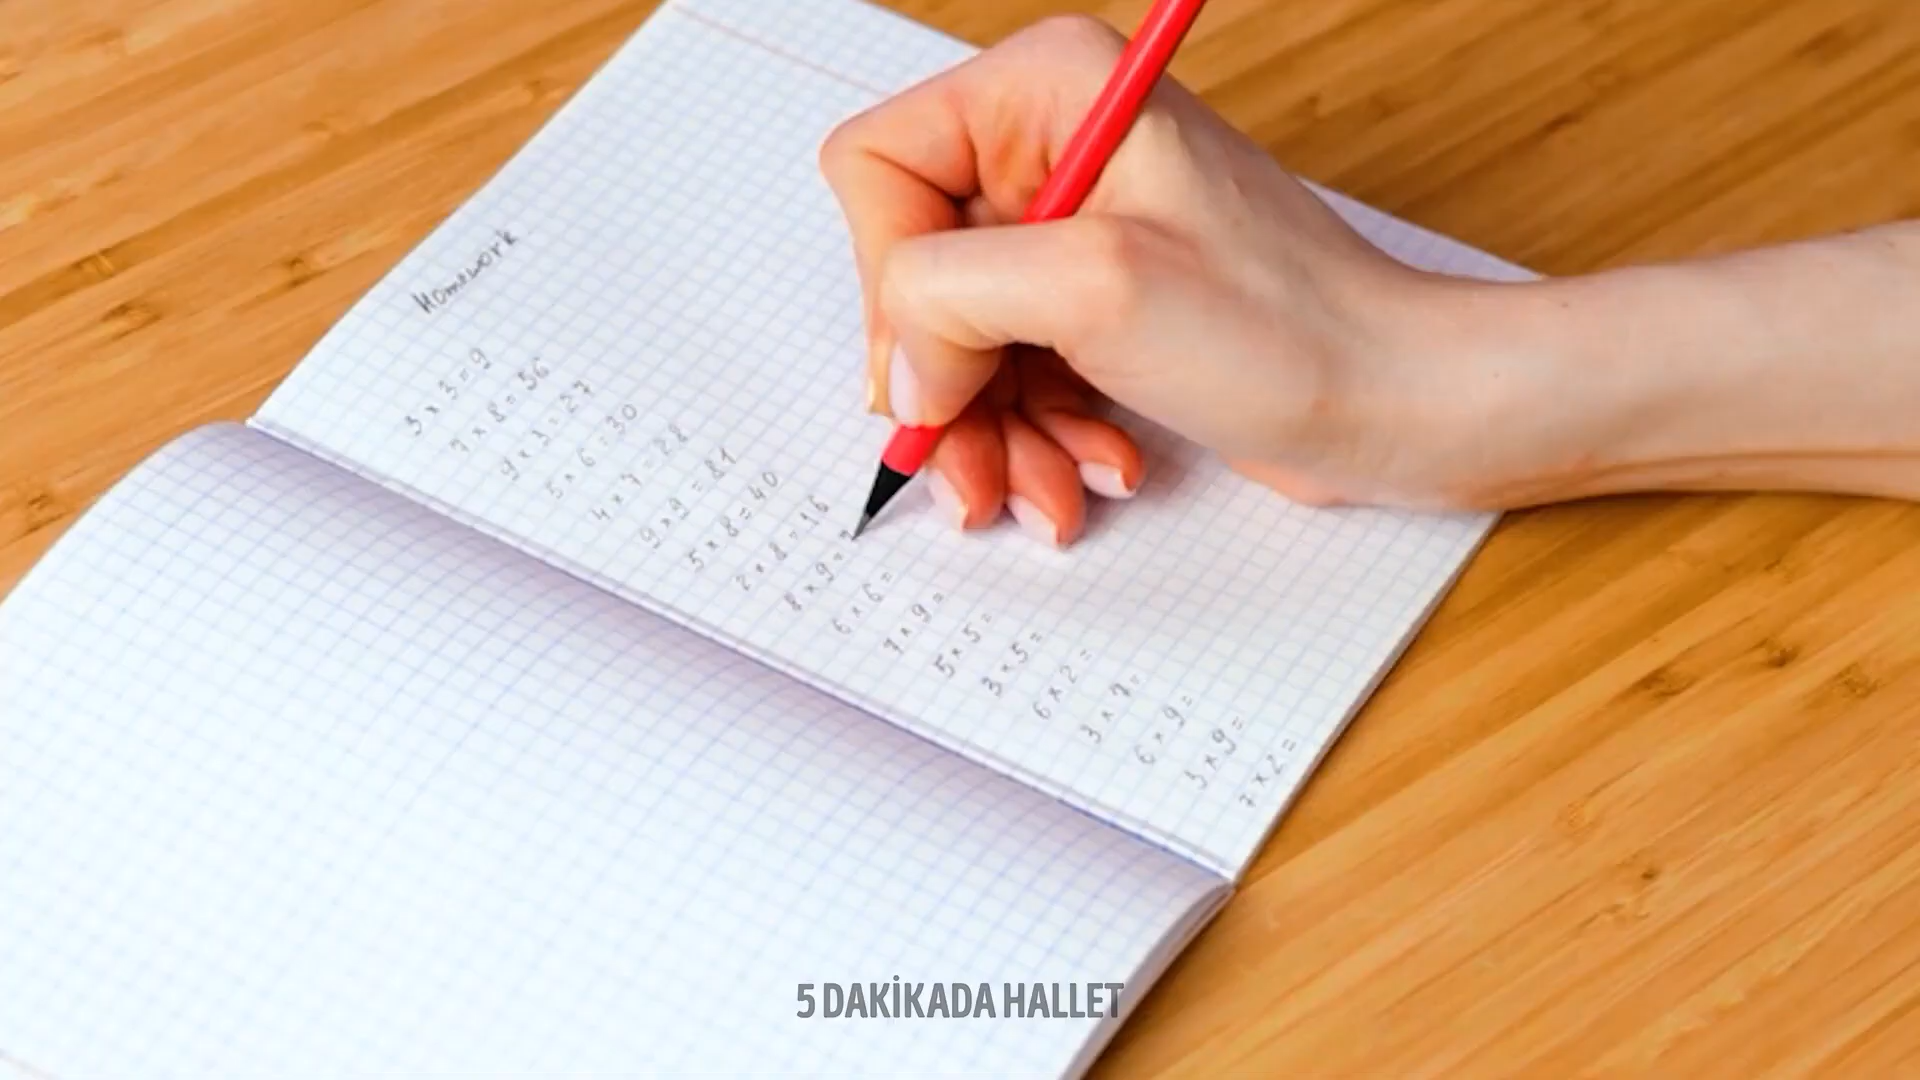 Homework
3 x 3 = 9
7 x 8 = 56
9 x 3 = 27
5 x 6 = 30
4 x 7 = 28
9 x 9 = 81
5 x 8 = 40
2 x 8 = 16
8 x 9 = 7
6 x 6 =
7 x 9 =
5 x 5 =
3 x 5 =
6 x 2 =
3 x 7 =
6 x 9 =
3 x 9 =
7 x 2 =
5 DAKİKADA HALLET